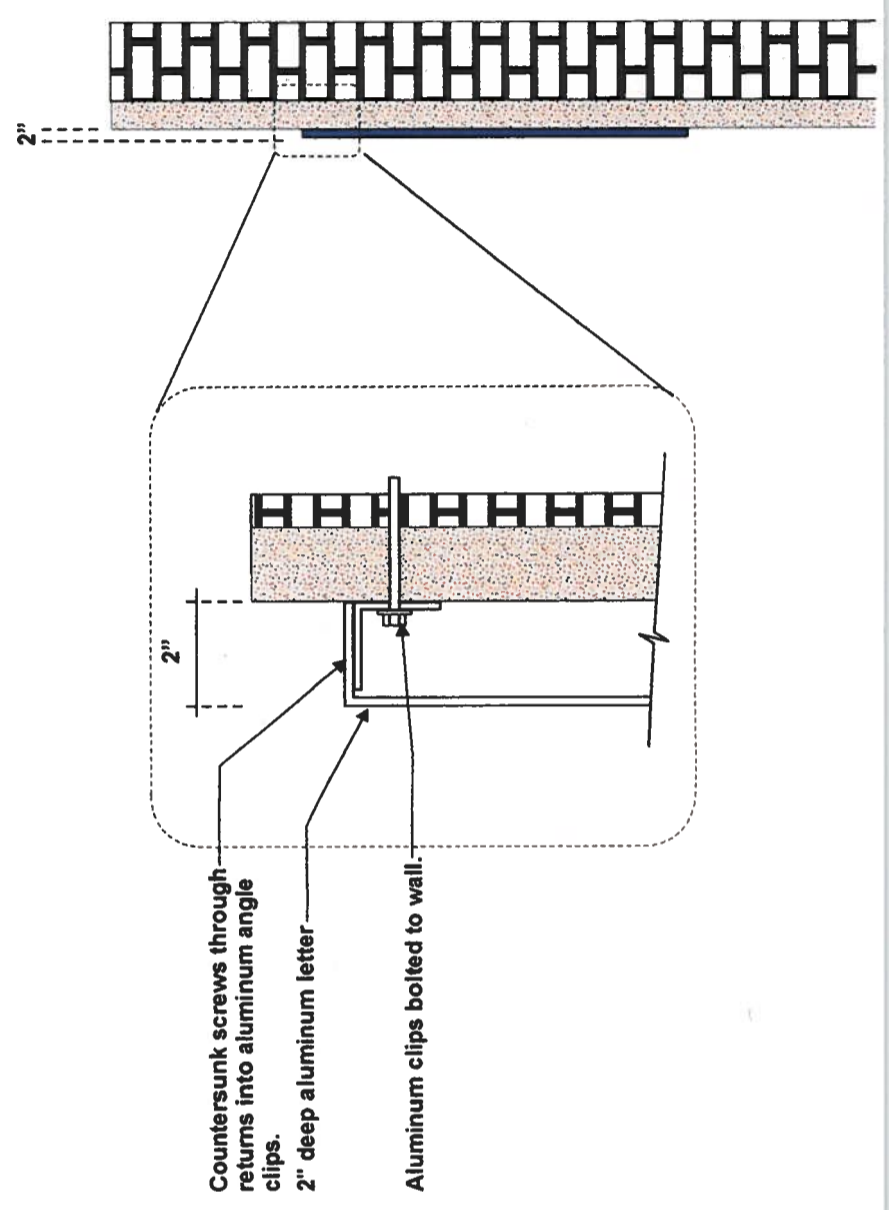 2”
2”
Countersunk screws through
returns into aluminum angle
clips.
2" deep aluminum letter
Aluminum clips bolted to wall.